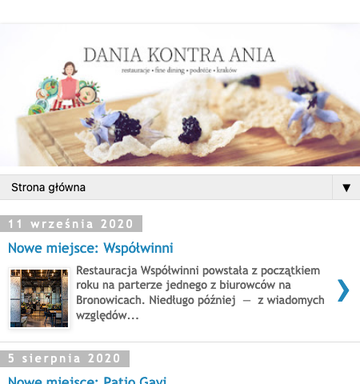 DANIA KONTRA ANIA
restauracje • fine dining • podróże • kraków
Strona główna
▼
11 września 2020
Nowe miejsce: Współwinni
Restauracja Współwinni powstała z początkiem
roku na parterze jednego z biurowców na
Bronowicach. Niedługo później — z wiadomych
względów...
5 sierpnia 2020
Nowe miejsce: Patio Gavi